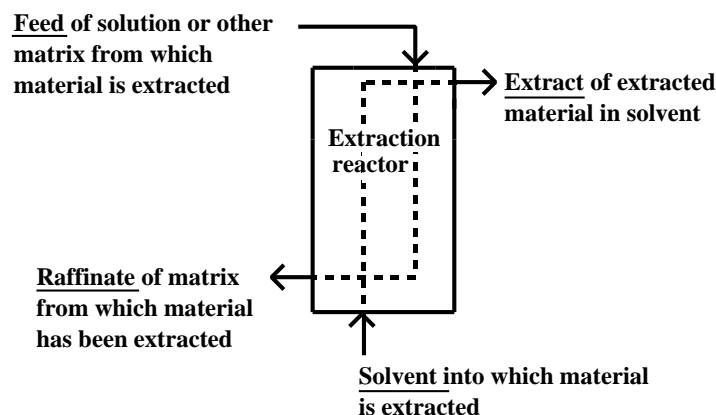 Feed of solution or other
matrix from which
material is extracted
Extract of extracted
material in solvent
Extraction
reactor
Raffinate of matrix
from which material
has been extracted
Solvent into which material
is extracted